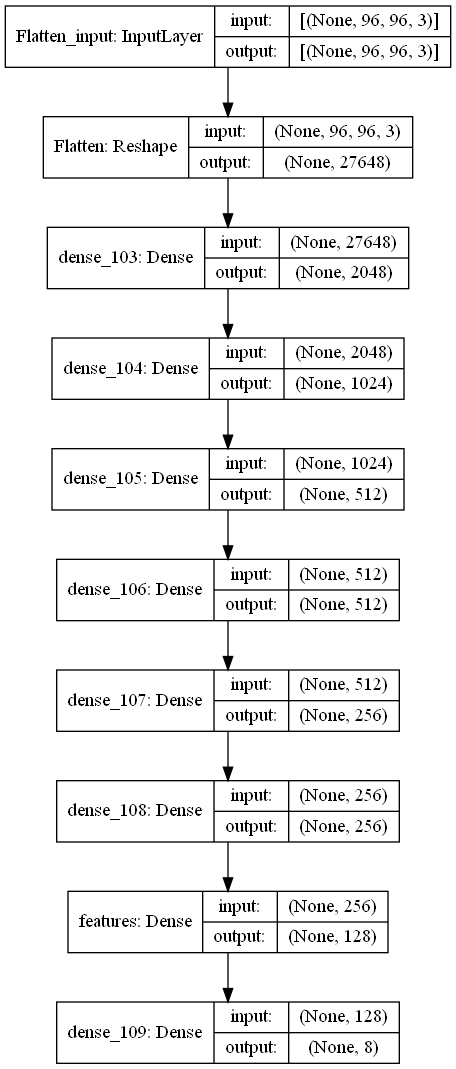 Flatten_input: InputLayer
input:
[(None, 96, 96, 3)]
output:
[(None, 96, 96, 3)]
Flatten: Reshape
input:
(None, 96, 96, 3)
output:
(None, 27648)
dense_103: Dense
input:
(None, 27648)
output:
(None, 2048)
dense_104: Dense
input:
(None, 2048)
output:
(None, 1024)
dense_105: Dense
input:
(None, 1024)
output:
(None, 512)
dense_106: Dense
input:
(None, 512)
output:
(None, 512)
dense_107: Dense
input:
(None, 512)
output:
(None, 256)
dense_108: Dense
input:
(None, 256)
output:
(None, 256)
features: Dense
input:
(None, 256)
output:
(None, 128)
dense_109: Dense
input:
(None, 128)
output:
(None, 8)